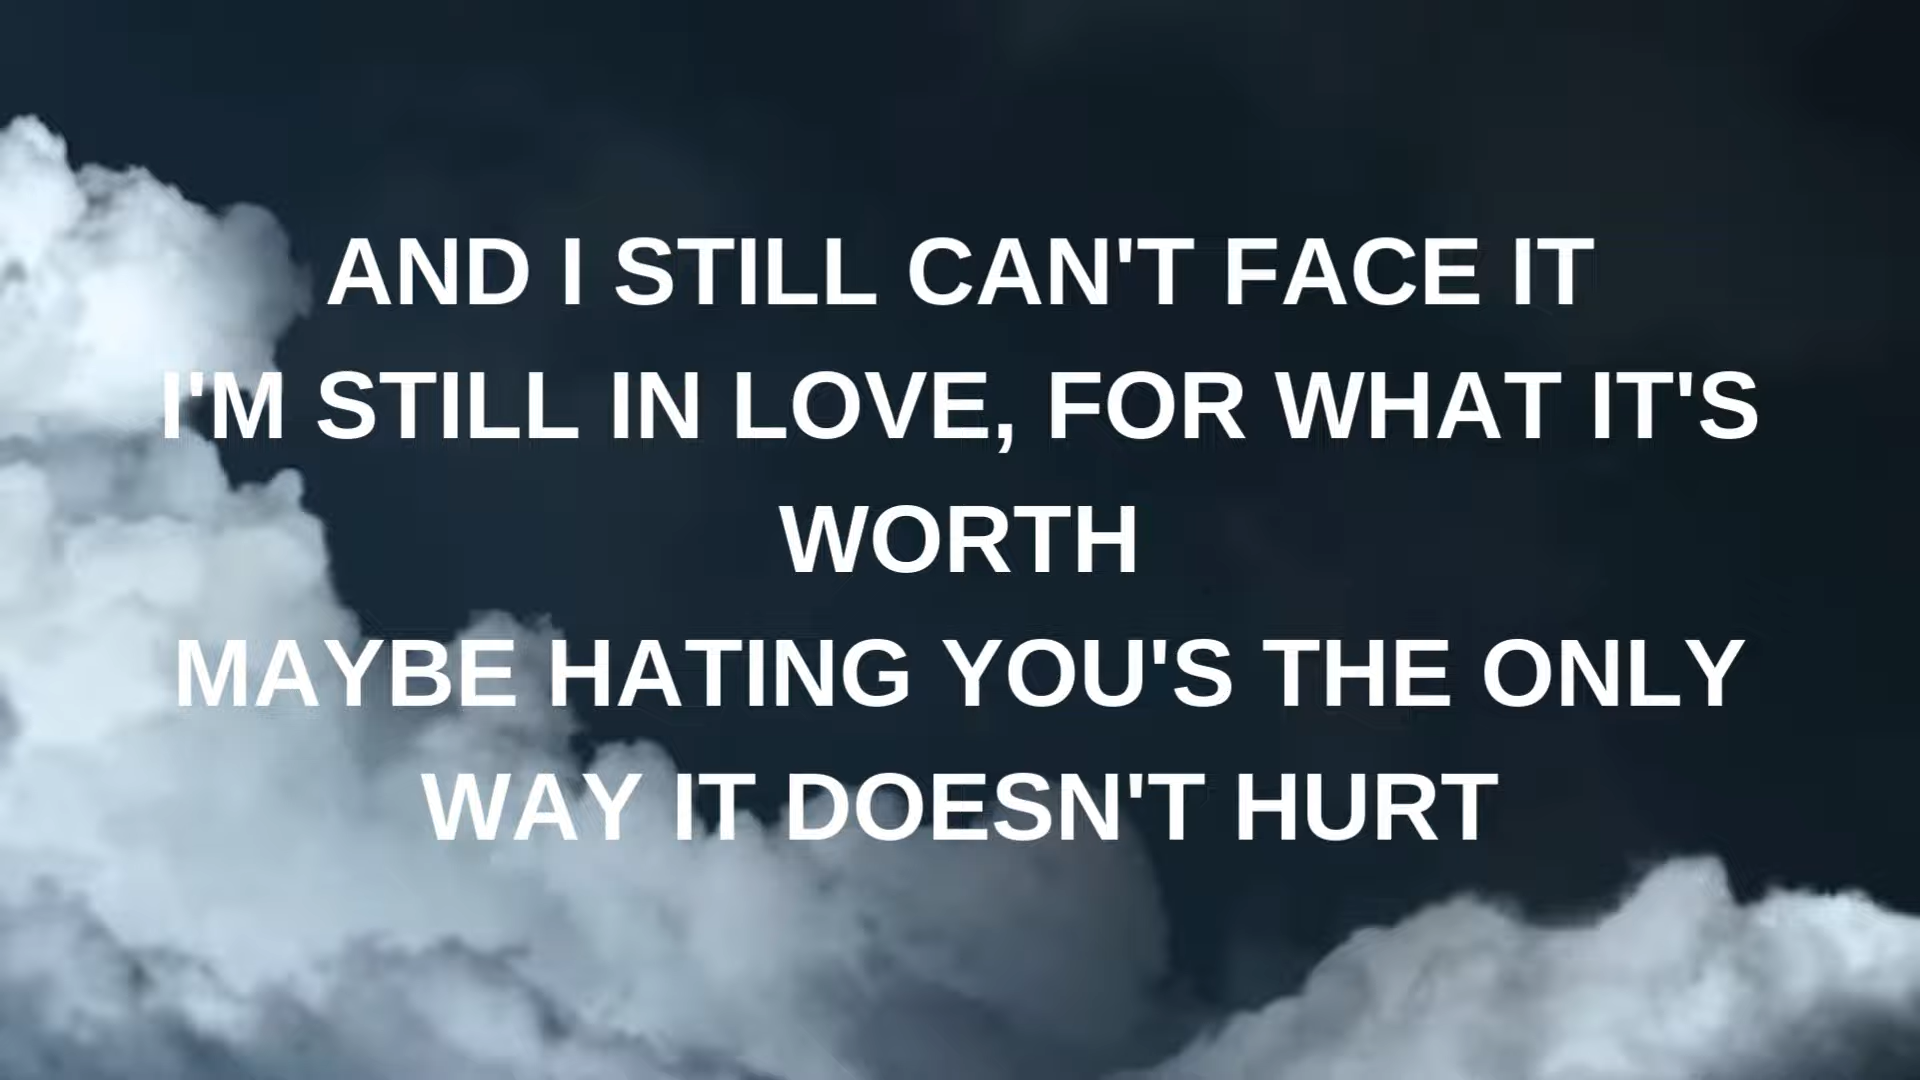 AND I STILL CAN'T FACE IT
I'M STILL IN LOVE, FOR WHAT IT'S
WORTH
MAYBE HATING YOU'S THE ONLY
WAY IT DOESN'T HURT